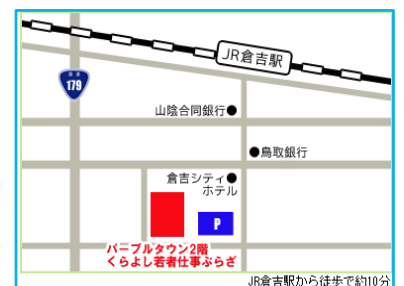 JR倉吉駅
国道
179
山陰合同銀行●
●鳥取銀行
倉吉シティ●
ホテル
P
パープルタウン2階
くらよし若者仕事ぷらざ
JR倉吉駅から徒歩で約10分